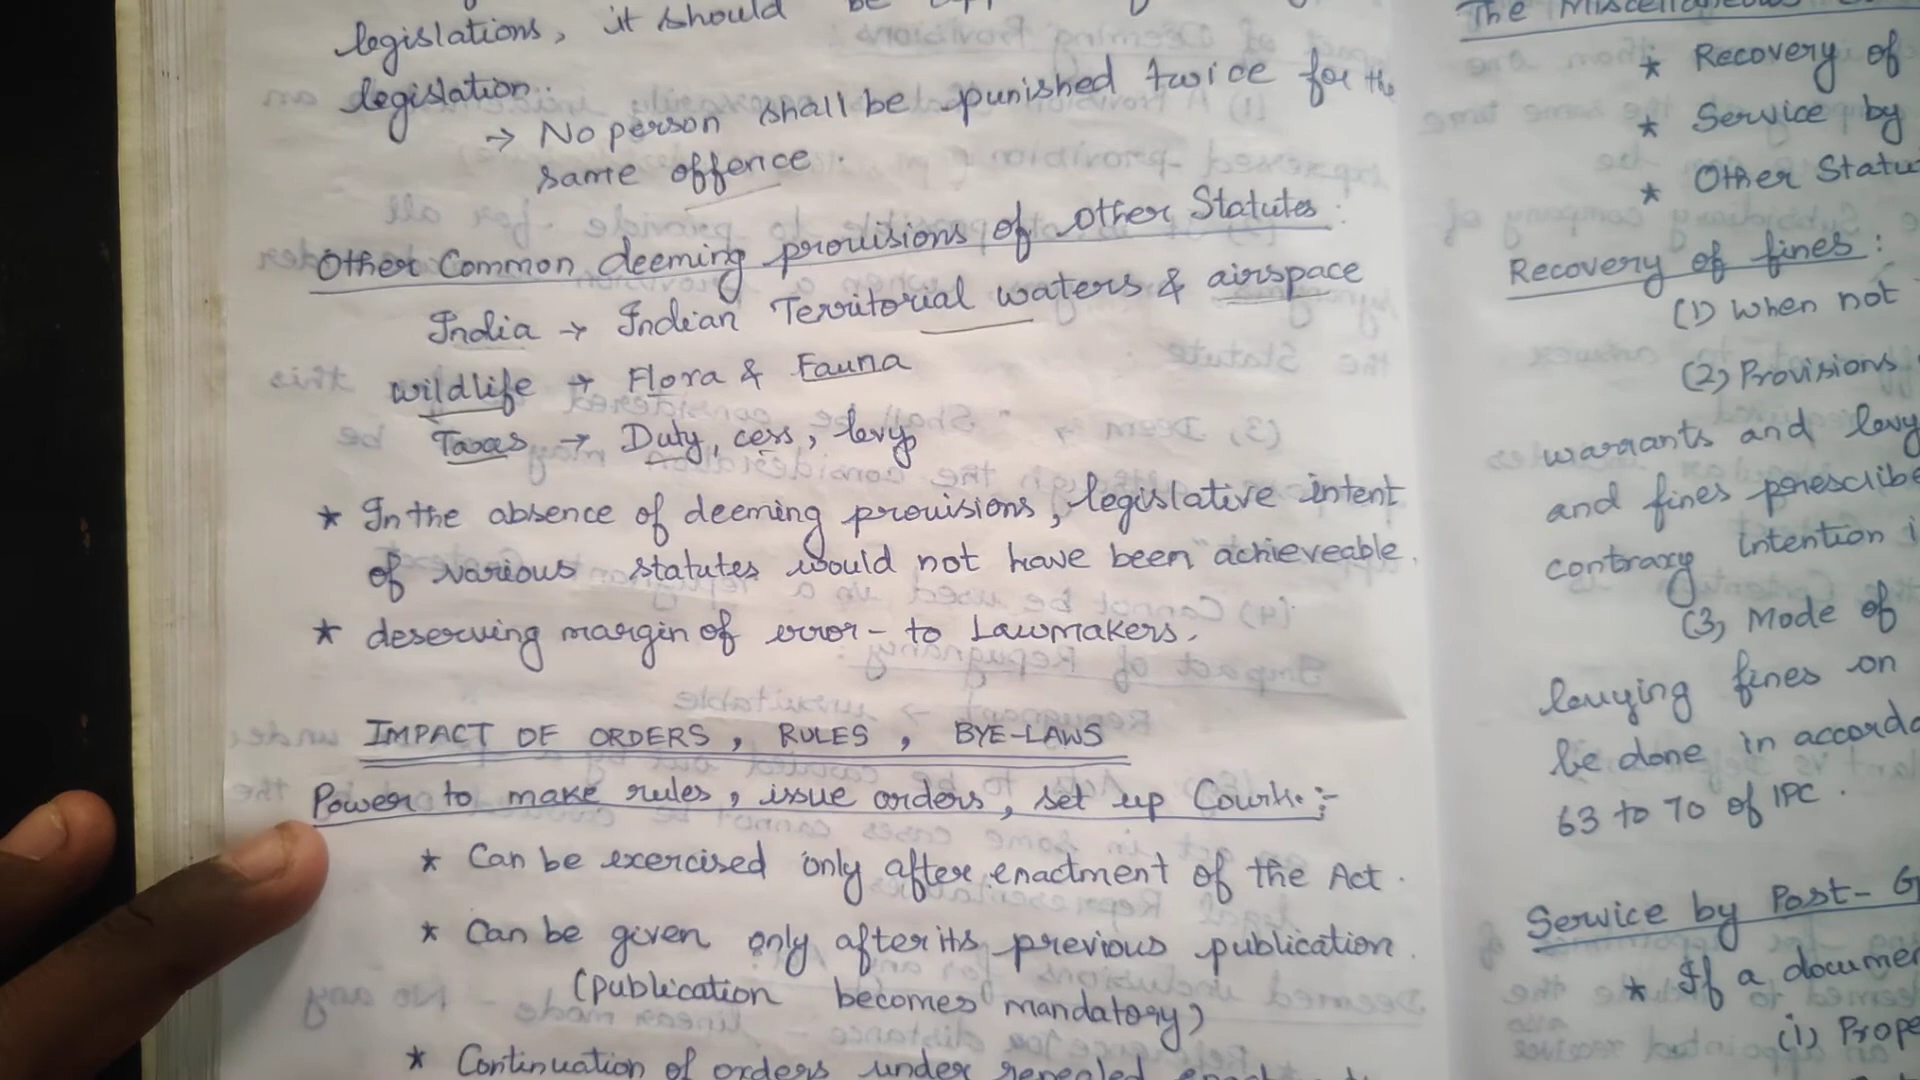 legislations, it should be
legislation.
→ No person shall be punished twice for the
same offence.
Other Common deeming provisions of other Statutes:
India → Indian Territorial waters & airspace
wildlife → Flora & Fauna
Taxes → Duty, cess, levy
* In the absence of deeming provisions, legislative intent
of various statutes would not have been achieveable.
* deserving margin of error - to Lawmakers.
IMPACT OF ORDERS, RULES, BYE-LAWS
Power to make rules, issue orders, set up Courts:-
* Can be exercised only after enactment of the Act.
* Can be given only after its previous publication.
(publication becomes mandatory)
* Continuation of orders under repealed
The Miscellaneous
* Recovery of
* Service by
* Other Statu
Recovery of fines:
(1) When not
(2) Provisions
warrants and levy
and fines prescribe
contrary intention i
(3) Mode of
levying fines on
be done in accorda
63 to 70 of IPC.
Service by Post-
* If a documen
(i) Prope